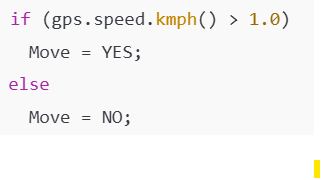 if (gps.speed.kmph() > 1.0)
  Move = YES;
else
  Move = NO;